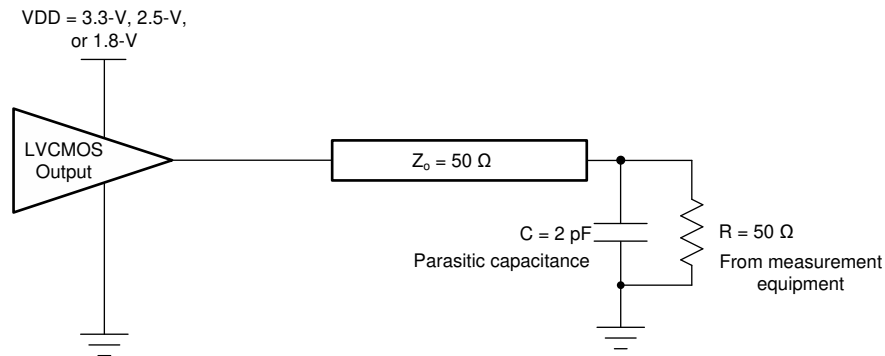 VDD = 3.3-V, 2.5-V,
or 1.8-V
LVCMOS
Output
Zₒ = 50 Ω
C = 2 pF
Parasitic capacitance
R = 50 Ω
From measurement
equipment